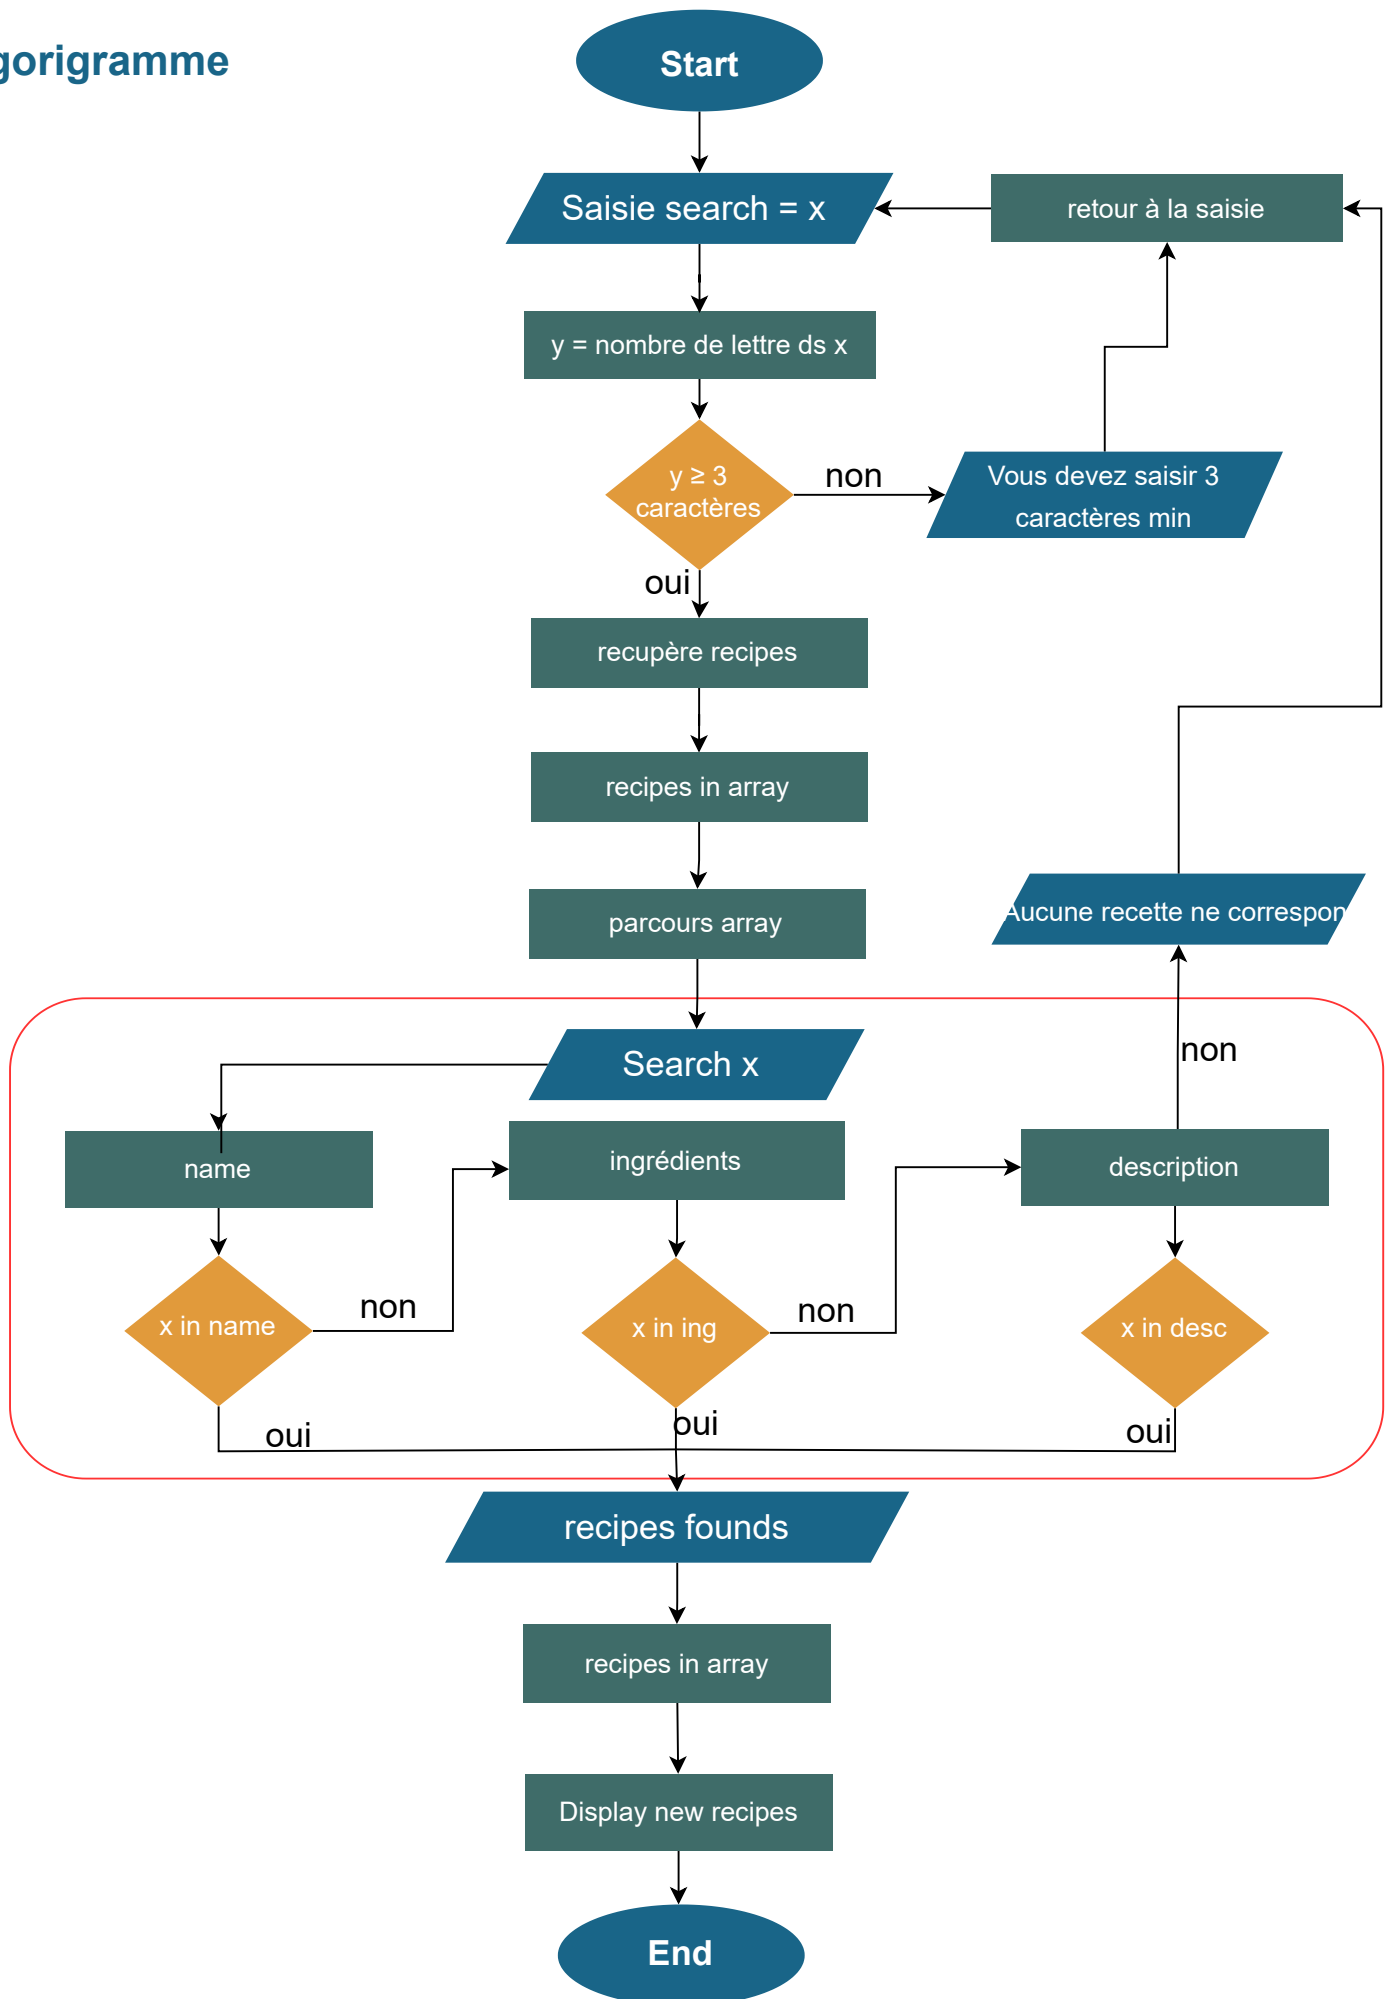 gorigramme
Start
Saisie search = x
retour à la saisie
y = nombre de lettre ds x
y ≥ 3
caractères
non
Vous devez saisir 3
caractères min
oui
recupère recipes
recipes in array
parcours array
Aucune recette ne correspon
Search x
non
name
ingrédients
description
x in name
non
x in ing
non
x in desc
oui
oui
oui
recipes founds
recipes in array
Display new recipes
End